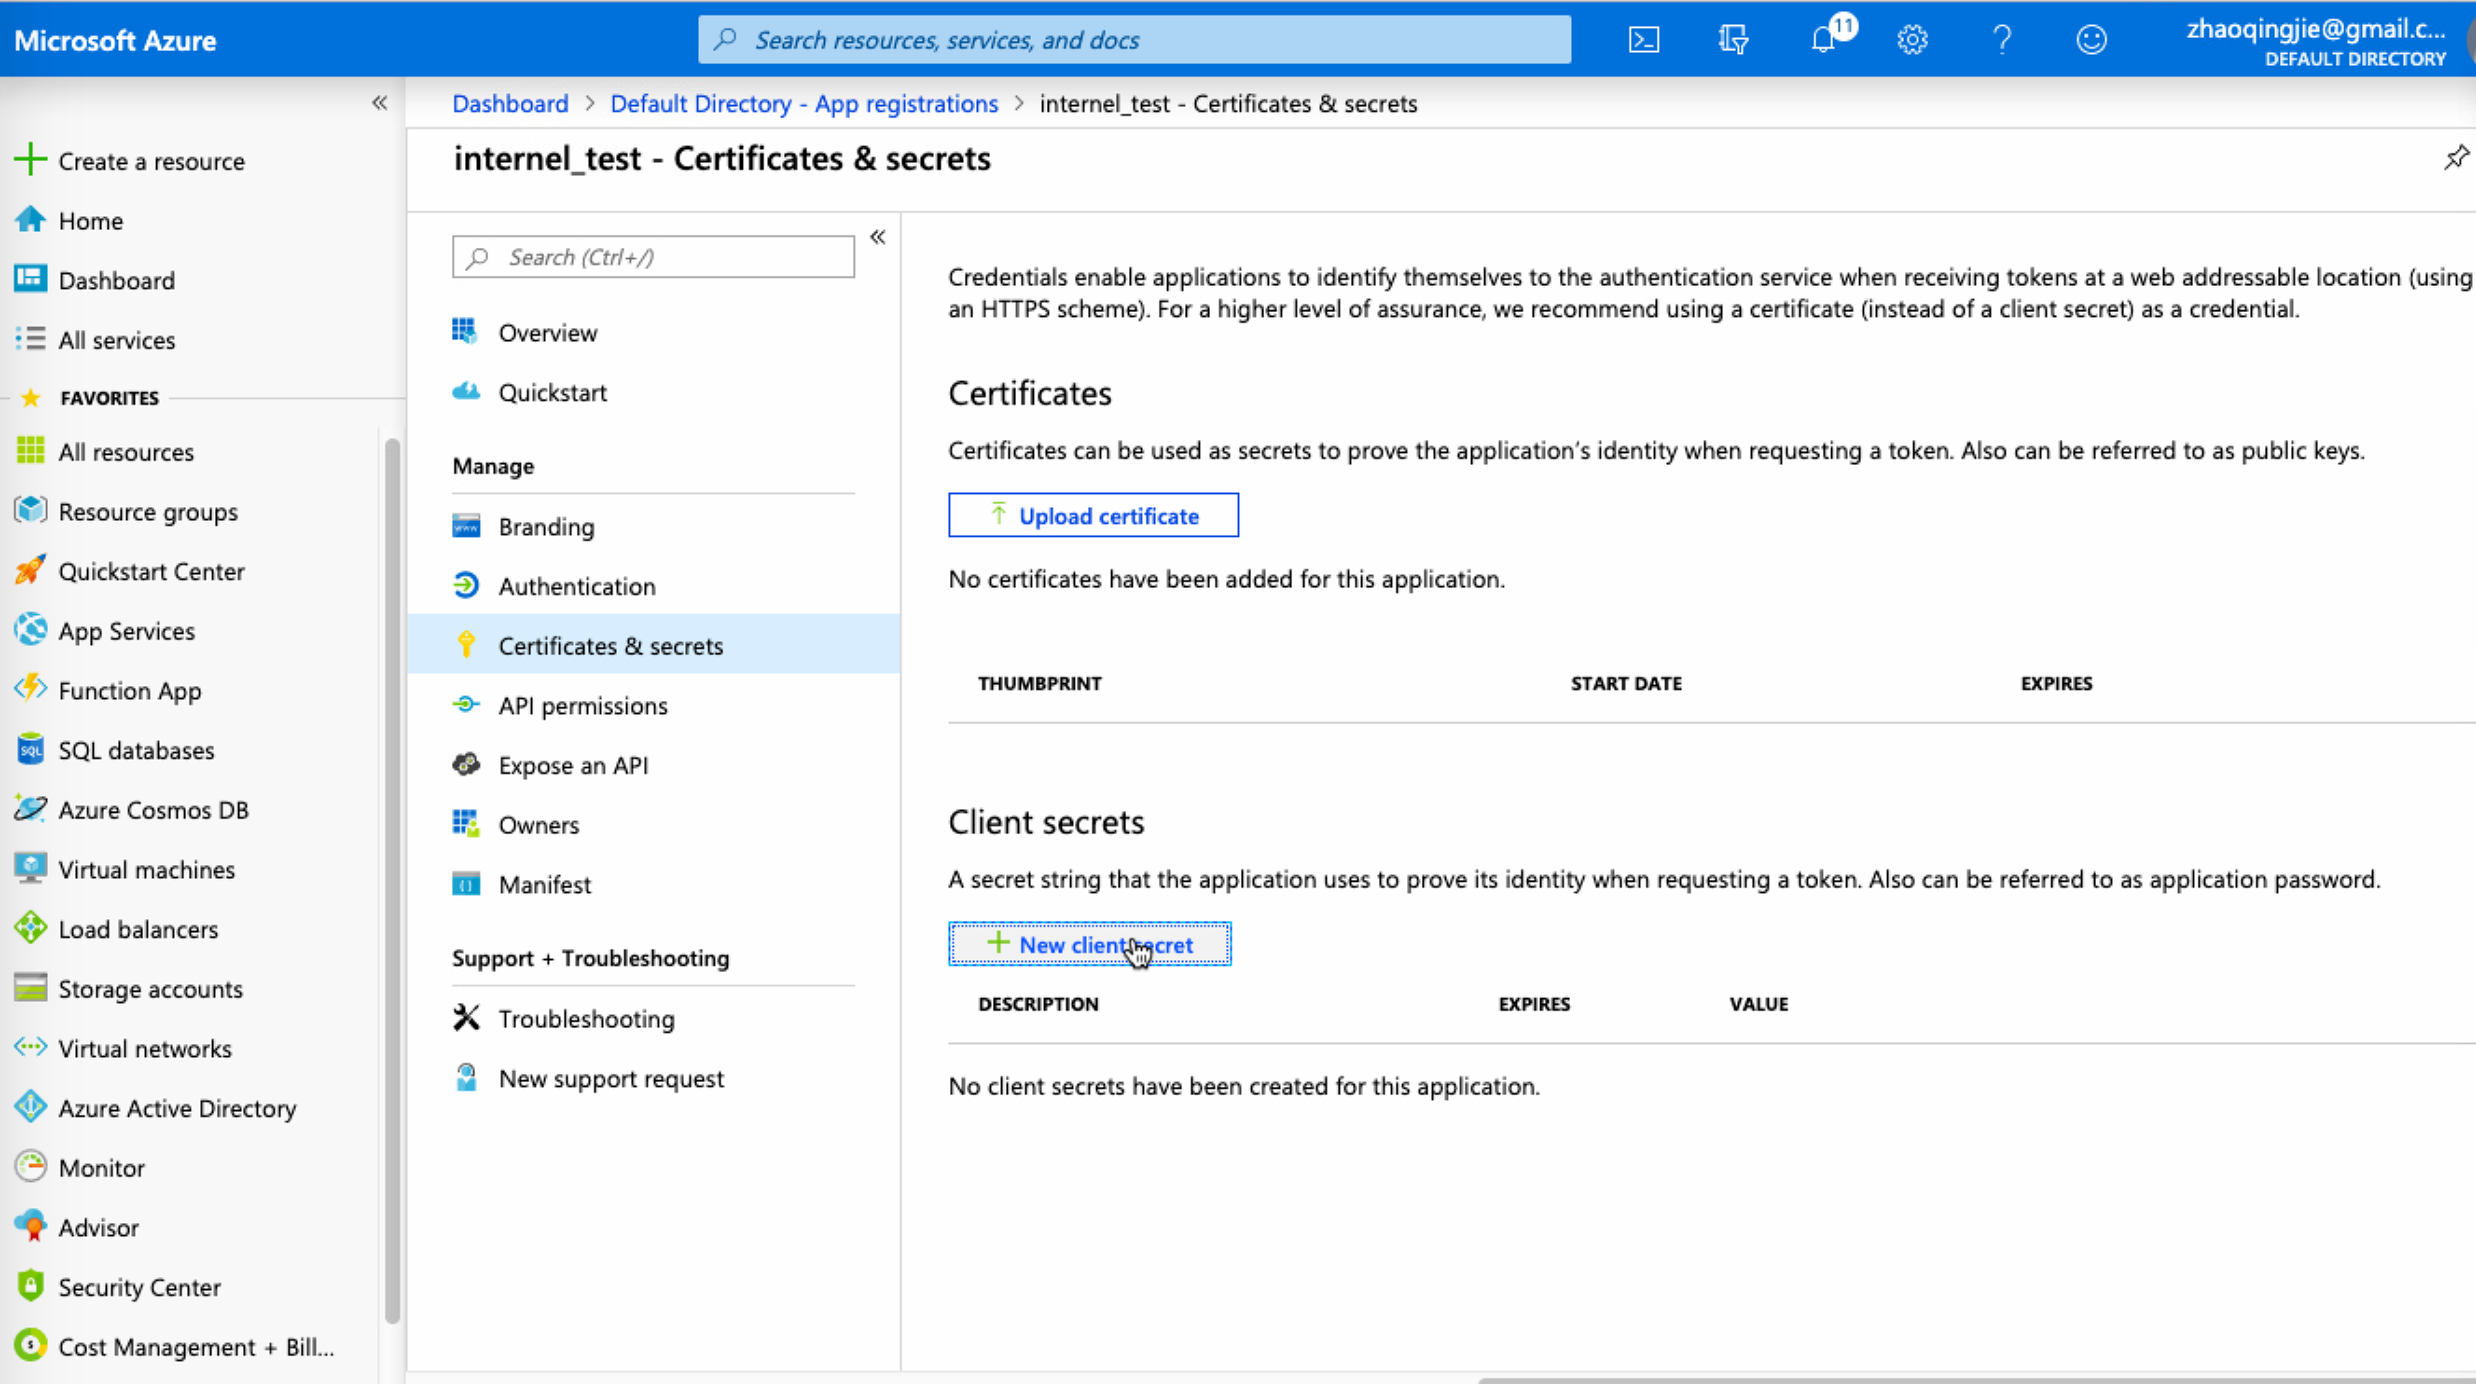 Microsoft Azure
Search resources, services, and docs
11
zhaoqingjie@gmail.c...
DEFAULT DIRECTORY
Dashboard > Default Directory - App registrations > internel_test - Certificates & secrets
internel_test - Certificates & secrets
Create a resource
Home
Dashboard
All services
FAVORITES
All resources
Resource groups
Quickstart Center
App Services
Function App
SQL
SQL databases
Azure Cosmos DB
Virtual machines
Load balancers
Storage accounts
Virtual networks
Azure Active Directory
Monitor
Advisor
Security Center
Cost Management + Bill...
Search (Ctrl+/)
Overview
Quickstart
Manage
www
Branding
Authentication
Certificates & secrets
API permissions
Expose an API
Owners
Manifest
Support + Troubleshooting
Troubleshooting
New support request
Credentials enable applications to identify themselves to the authentication service when receiving tokens at a web addressable location (using
an HTTPS scheme). For a higher level of assurance, we recommend using a certificate (instead of a client secret) as a credential.
Certificates
Certificates can be used as secrets to prove the application's identity when requesting a token. Also can be referred to as public keys.
Upload certificate
No certificates have been added for this application.
THUMBPRINT START DATE EXPIRES
Client secrets
A secret string that the application uses to prove its identity when requesting a token. Also can be referred to as application password.
New client secret
DESCRIPTION EXPIRES VALUE
No client secrets have been created for this application.